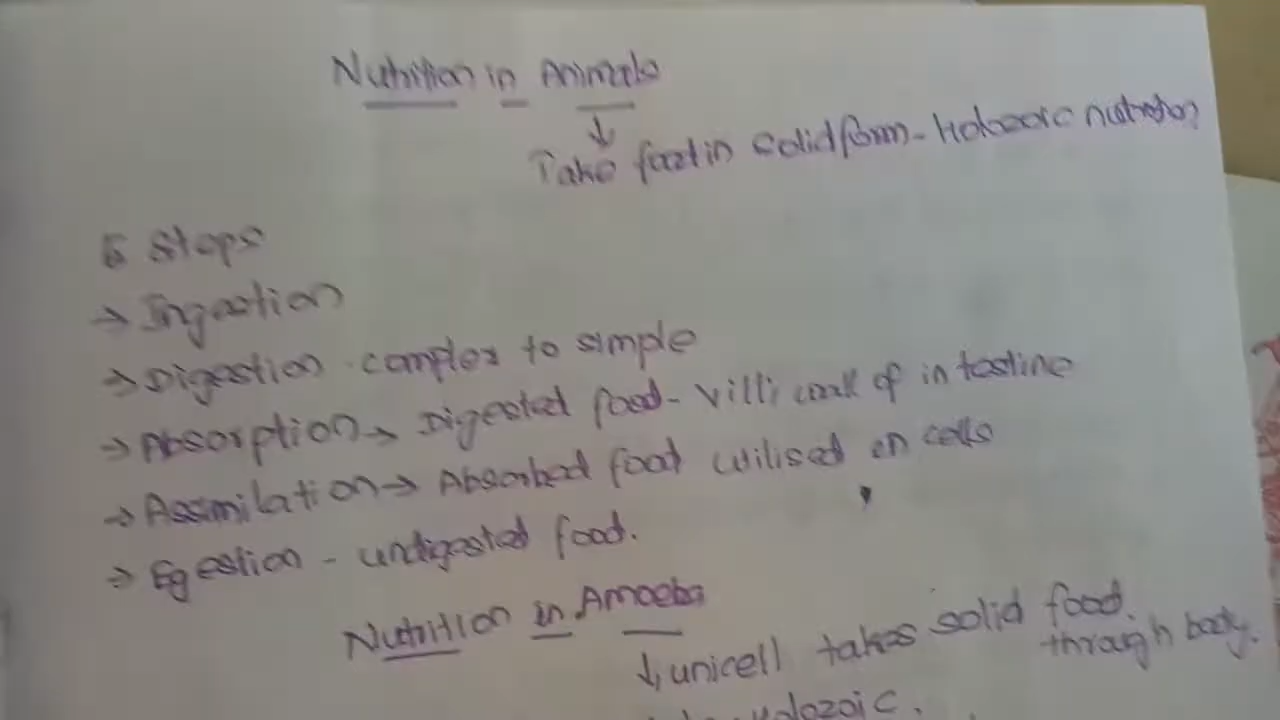 Nutrition in Animals
↓
Take food in solid form - Holozoic nutrition
5 Steps
→ Ingestion
→ Digestion - complex to simple
→ Absorption → Digested food - villi wall of intestine
→ Assimilation → Absorbed food utilised in cells
→ Egestion - undigested food.
Nutrition in Amoeba
↓ unicell takes solid food.
through body.
Holozoic.